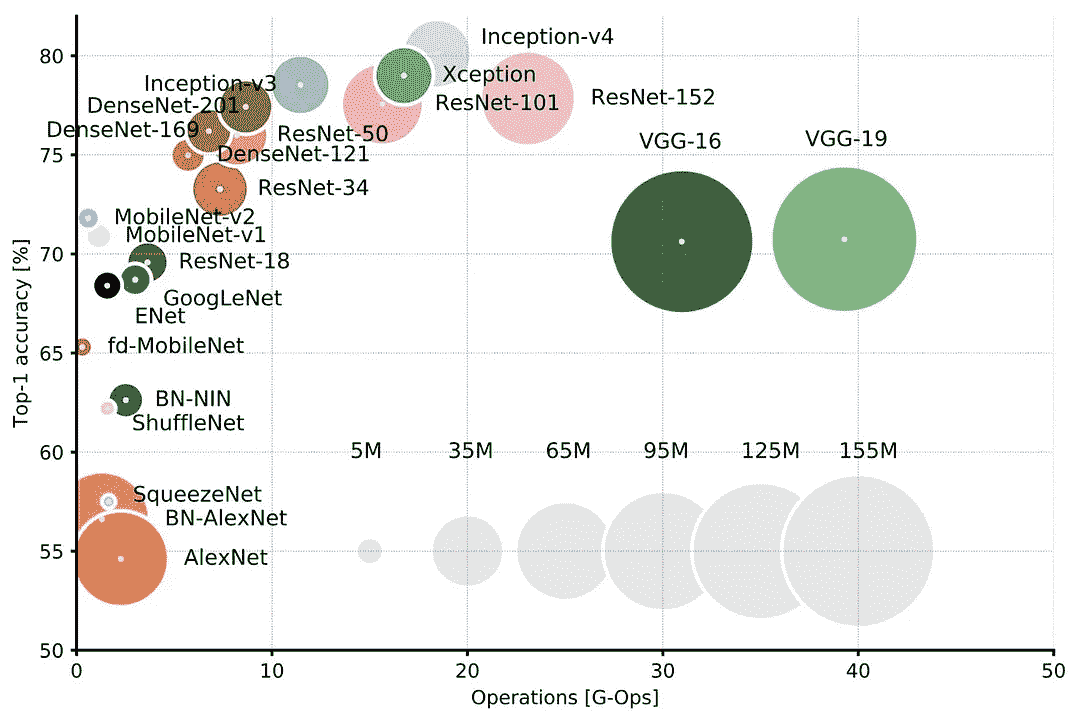 80
Inception-v4
Inception-v3
Xception
DenseNet-201
ResNet-101
ResNet-152
DenseNet-169
ResNet-50
VGG-16
VGG-19
75
DenseNet-121
ResNet-34
MobileNet-v2
MobileNet-v1
70
ResNet-18
GoogLeNet
ENet
65
fd-MobileNet
BN-NIN
ShuffleNet
60
5M
35M
65M
95M
125M
155M
SqueezeNet
BN-AlexNet
55
AlexNet
50
Top-1 accuracy [%]
0
10
20
30
40
50
Operations [G-Ops]